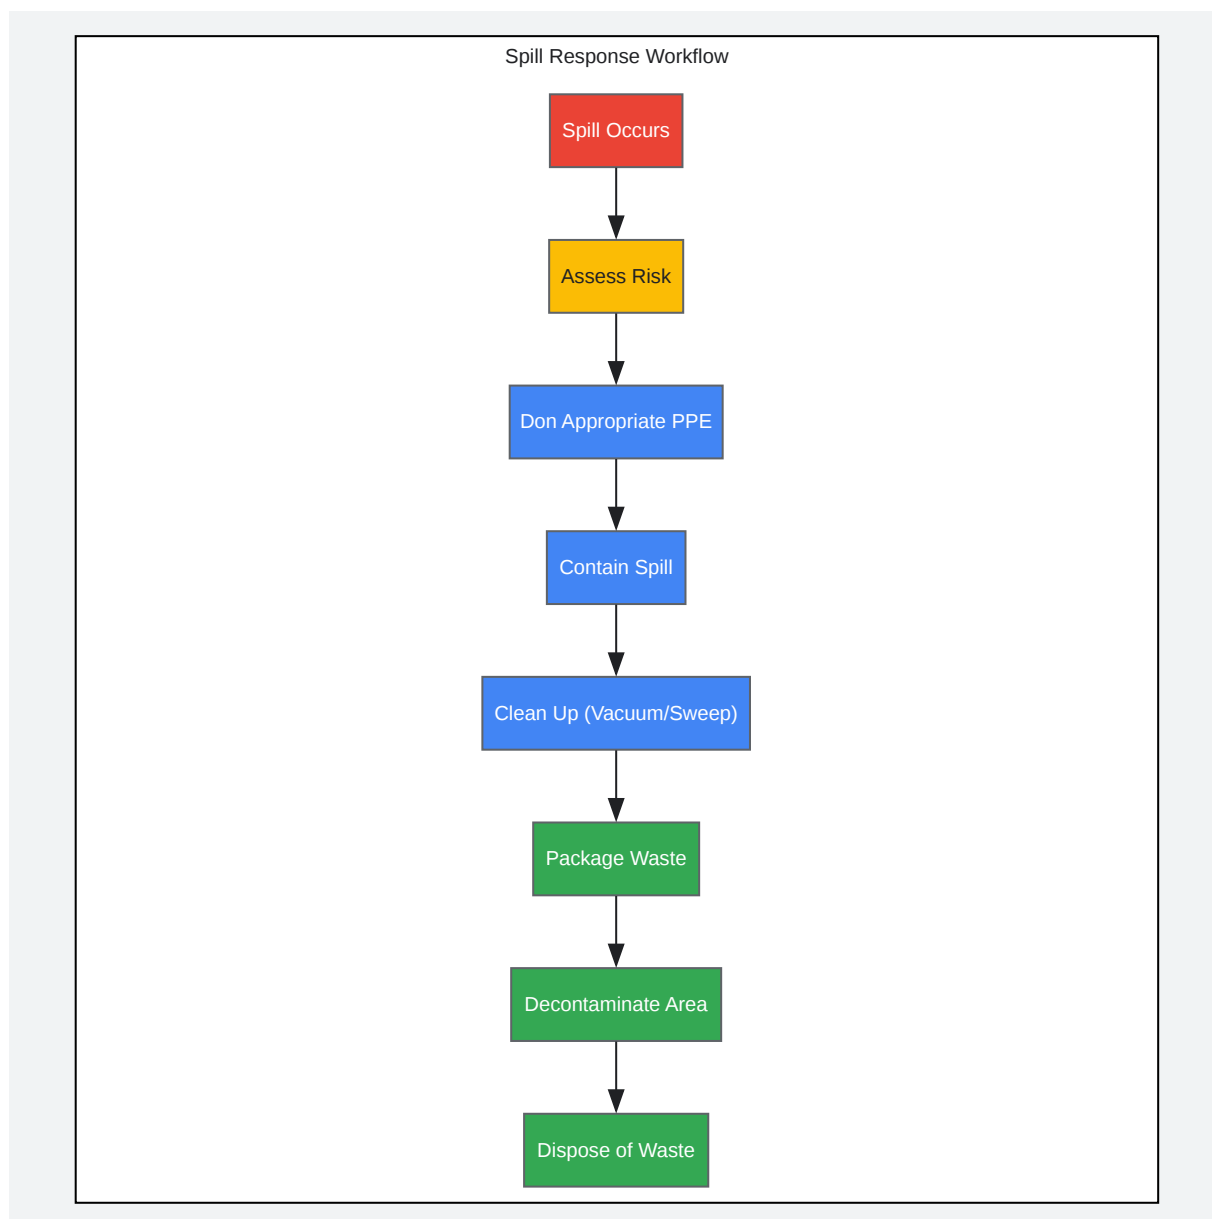 Spill Response Workflow
Spill Occurs
Assess Risk
Don Appropriate PPE
Contain Spill
Clean Up (Vacuum/Sweep)
Package Waste
Decontaminate Area
Dispose of Waste